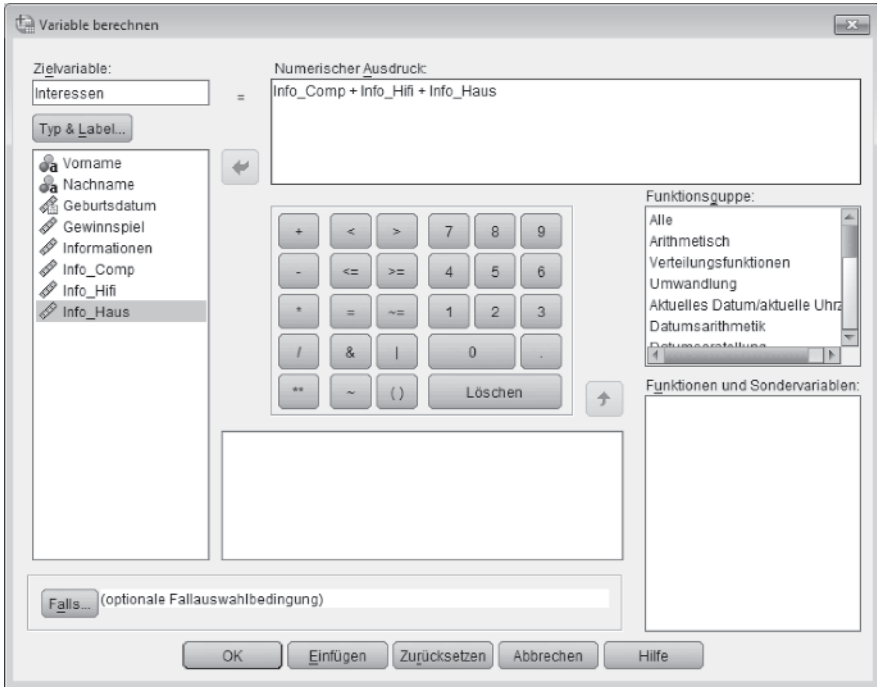 Variable berechnen
Zielvariable:
Interessen
=
Numerischer Ausdruck:
Info_Comp + Info_Hifi + Info_Haus
Typ & Label...
Vorname
Nachname
Geburtsdatum
Gewinnspiel
Informationen
Info_Comp
Info_Hifi
Info_Haus
+ < > 7 8 9
- <= >= 4 5 6
* = ~= 1 2 3
/ & | 0 .
** ~ ( ) Löschen
Funktionsgruppe:
Alle
Arithmetisch
Verteilungsfunktionen
Umwandlung
Aktuelles Datum/aktuelle Uhrz
Datumsarithmetik
Datumserstellung
Funktionen und Sondervariablen:
Falls... (optionale Fallauswahlbedingung)
OK Einfügen Zurücksetzen Abbrechen Hilfe